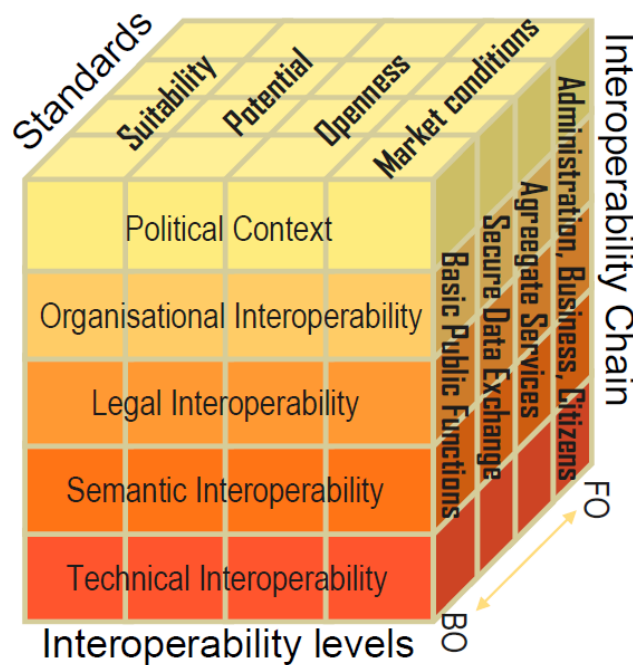 Standards
Suitability
Potential
Openness
Market conditions
Interoperability Chain
Administration, Business, Citizens
Agreegate Services
Secure Data Exchange
Basic Public Functions
Political Context
Organisational Interoperability
Legal Interoperability
Semantic Interoperability
Technical Interoperability
FO
BO
Interoperability levels